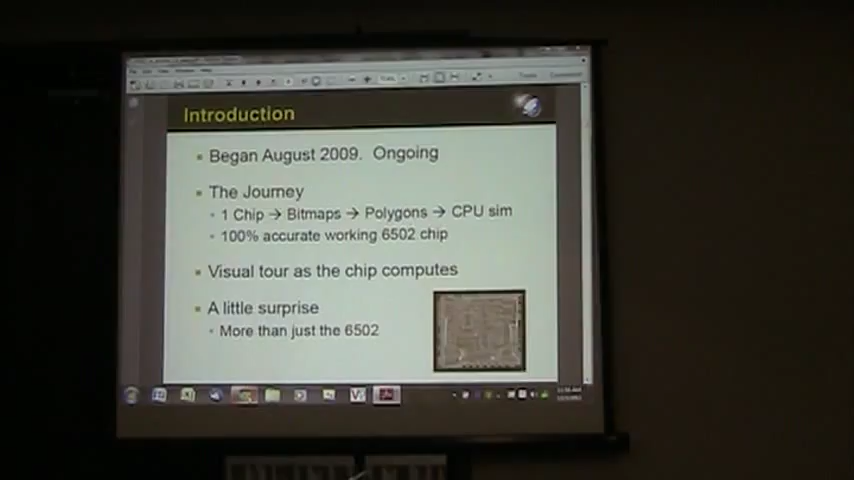 Introduction
Began August 2009. Ongoing
The Journey
1 Chip → Bitmaps → Polygons → CPU sim
100% accurate working 6502 chip
Visual tour as the chip computes
A little surprise
More than just the 6502